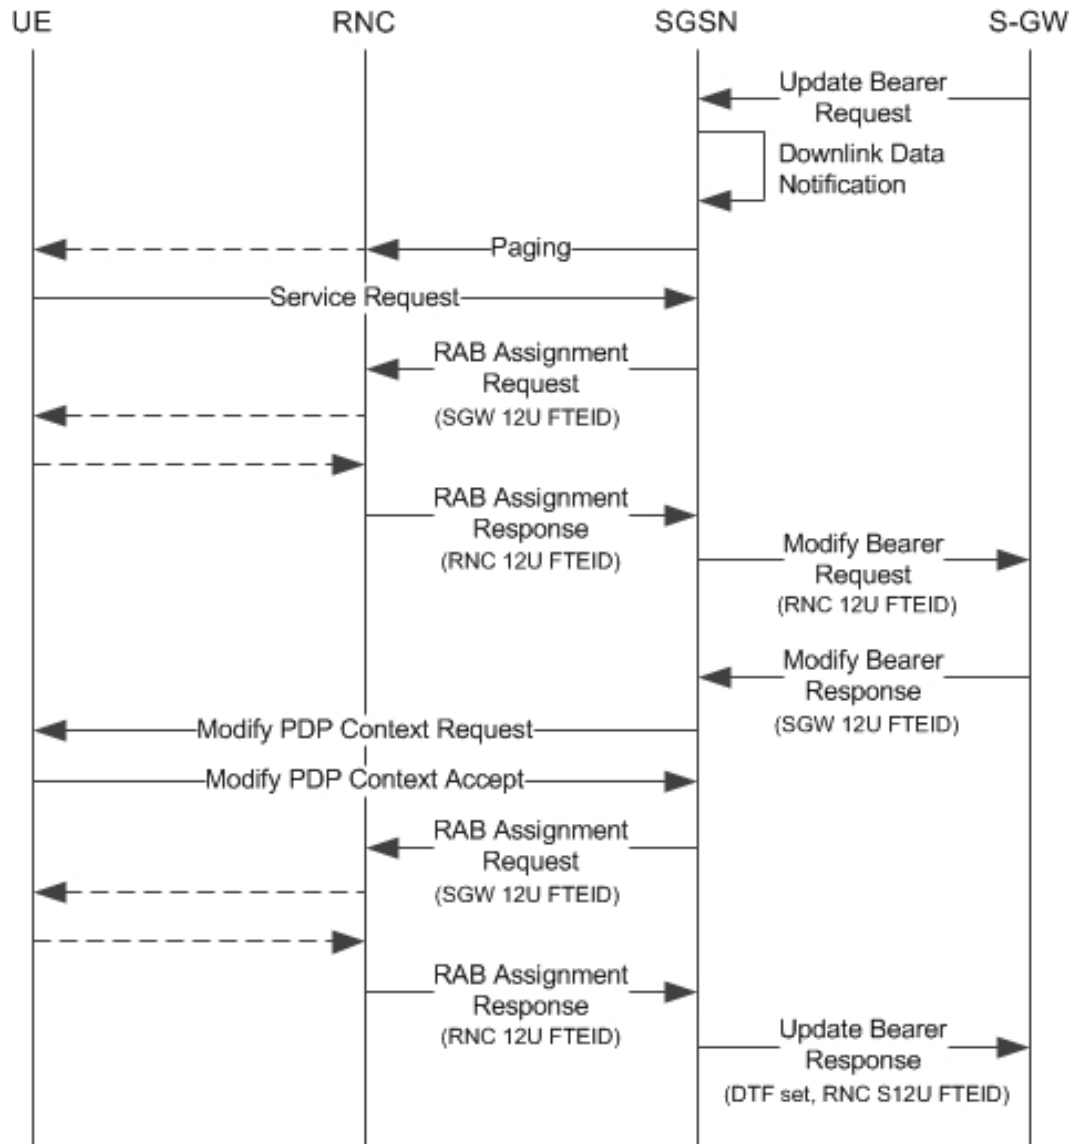 UE RNC SGSN S-GW
Update Bearer
Request
Downlink Data
Notification
Paging
Service Request
RAB Assignment
Request
(SGW 12U FTEID)
RAB Assignment
Response
(RNC 12U FTEID)
Modify Bearer
Request
(RNC 12U FTEID)
Modify Bearer
Response
(SGW 12U FTEID)
Modify PDP Context Request
Modify PDP Context Accept
RAB Assignment
Request
(SGW 12U FTEID)
RAB Assignment
Response
(RNC 12U FTEID)
Update Bearer
Response
(DTF set, RNC S12U FTEID)